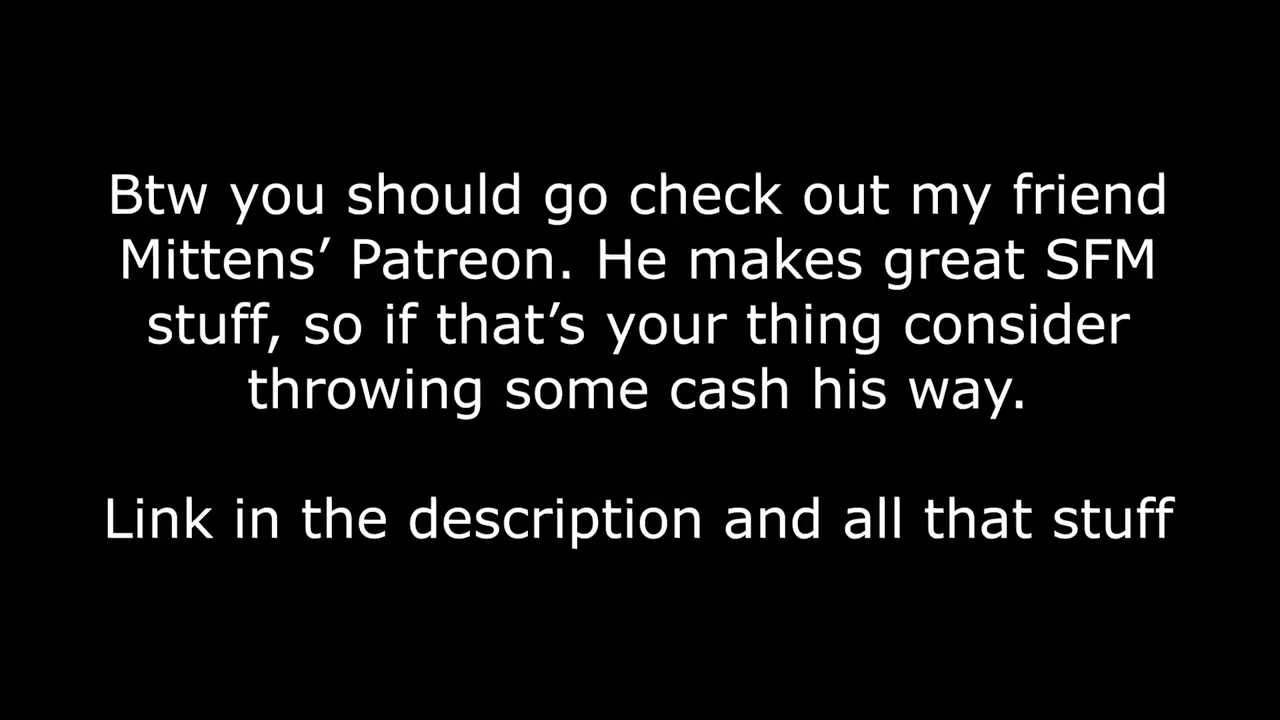 Btw you should go check out my friend
Mittens’ Patreon. He makes great SFM
stuff, so if that’s your thing consider
throwing some cash his way.
Link in the description and all that stuff